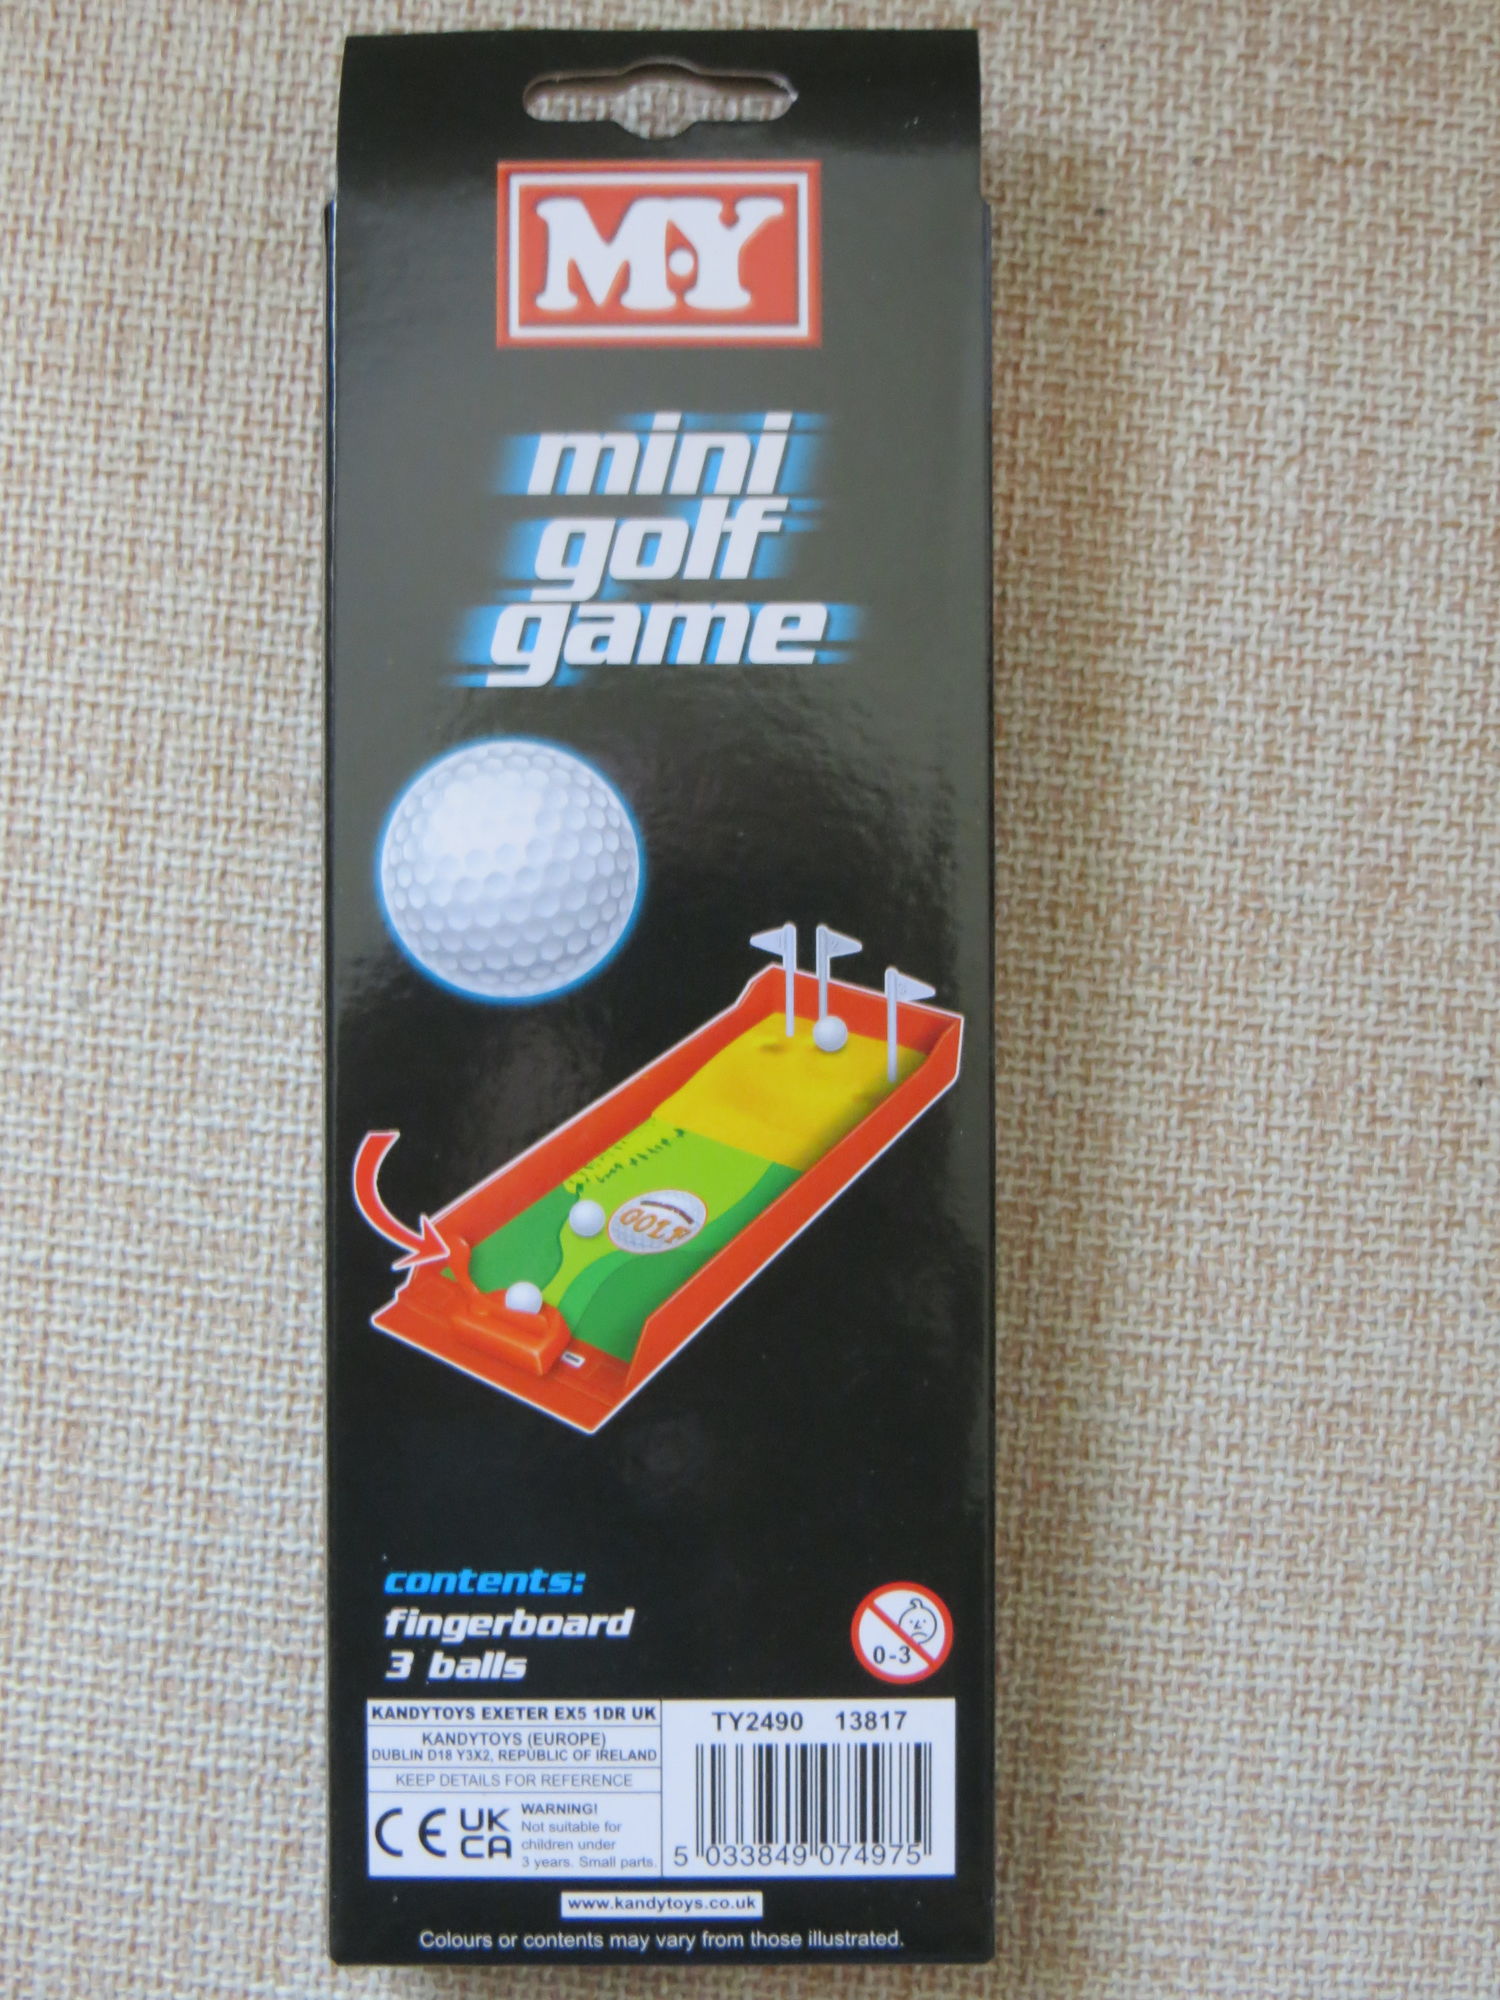 M·Y
mini
golf
game
GOLF
contents:
fingerboard
3 balls
0-3
KANDYTOYS EXETER EX5 1DR UK
KANDYTOYS (EUROPE)
DUBLIN D18 Y3X2, REPUBLIC OF IRELAND
KEEP DETAILS FOR REFERENCE
CE
UK
CA
WARNING!
Not suitable for
children under
3 years. Small parts.
TY2490 13817
5 033849 074975
www.kandytoys.co.uk
Colours or contents may vary from those illustrated.